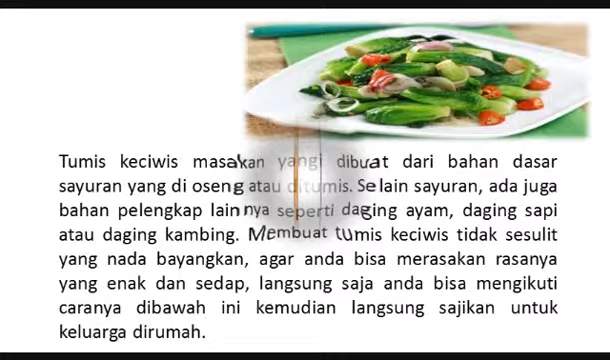 Tumis keciwis masakan yang dibuat dari bahan dasar
sayuran yang di oseng atau ditumis. Selain sayuran, ada juga
bahan pelengkap lainnya seperti daging ayam, daging sapi
atau daging kambing. Membuat tumis keciwis tidak sesulit
yang nada bayangkan, agar anda bisa merasakan rasanya
yang enak dan sedap, langsung saja anda bisa mengikuti
caranya dibawah ini kemudian langsung sajikan untuk
keluarga dirumah.